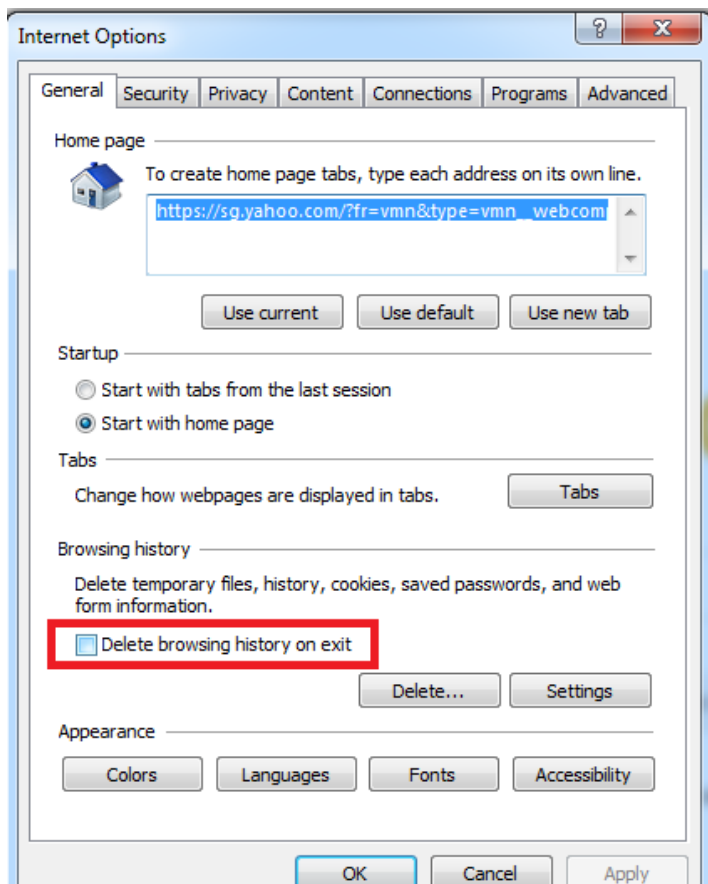 Internet Options
General Security Privacy Content Connections Programs Advanced
Home page
To create home page tabs, type each address on its own line.
https://sg.yahoo.com/?fr=vmn&type=vmn__webcom
Use current Use default Use new tab
Startup
Start with tabs from the last session
Start with home page
Tabs
Change how webpages are displayed in tabs.
Tabs
Browsing history
Delete temporary files, history, cookies, saved passwords, and web
form information.
Delete browsing history on exit
Delete... Settings
Appearance
Colors Languages Fonts Accessibility
OK Cancel Apply